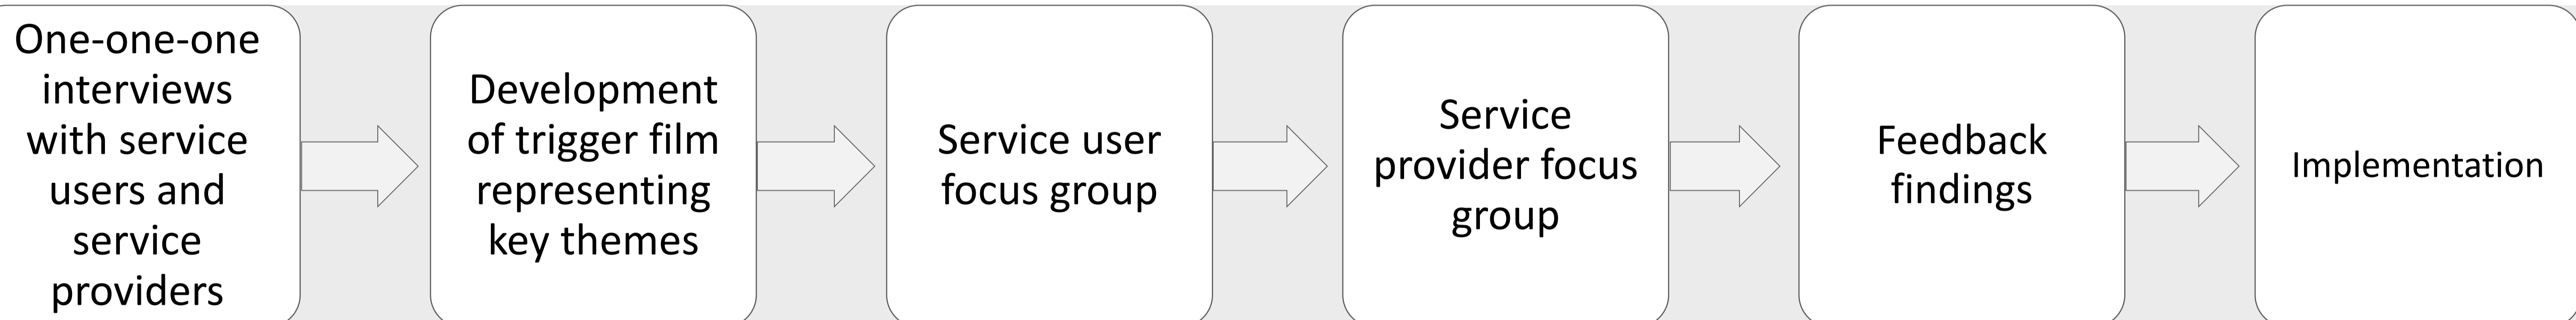 One-one-one
interviews
with service
users and
service
providers
Development
of trigger film
representing
key themes
Service user
focus group
Service
provider focus
group
Feedback
findings
Implementation